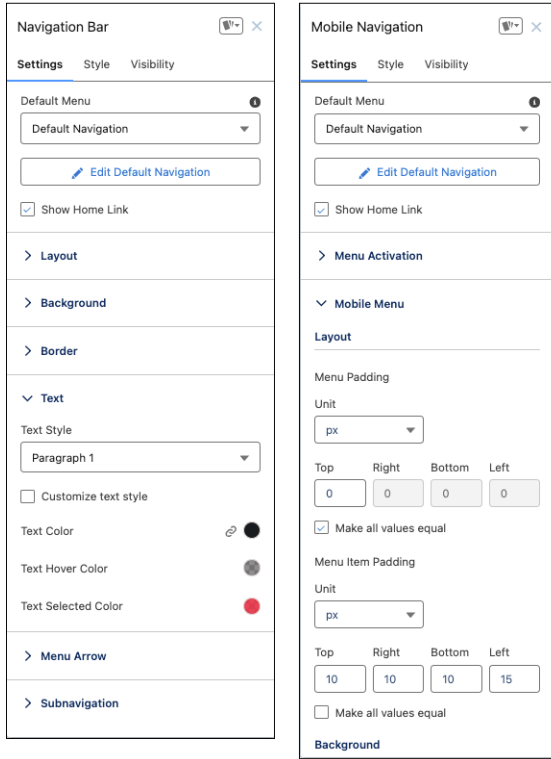 Navigation Bar
Settings Style Visibility
Default Menu
Default Navigation
Edit Default Navigation
Show Home Link
Layout
Background
Border
Text
Text Style
Paragraph 1
Customize text style
Text Color
Text Hover Color
Text Selected Color
Menu Arrow
Subnavigation
Mobile Navigation
Settings Style Visibility
Default Menu
Default Navigation
Edit Default Navigation
Show Home Link
Menu Activation
Mobile Menu
Layout
Menu Padding
Unit
px
Top Right Bottom Left
0 0 0 0
Make all values equal
Menu Item Padding
Unit
px
Top Right Bottom Left
10 10 10 15
Make all values equal
Background